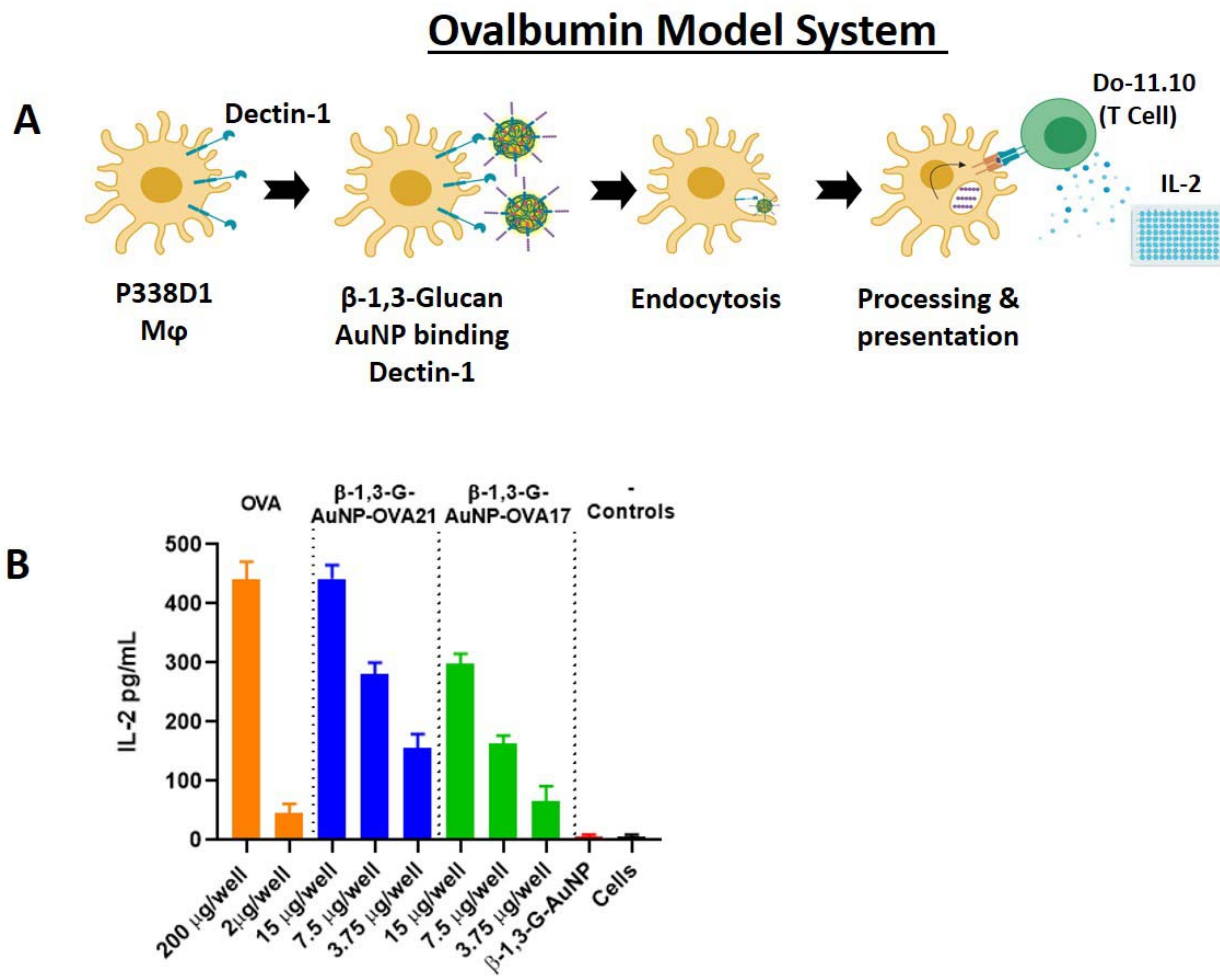 Ovalbumin Model System
A
Dectin-1
Do-11.10
(T Cell)
IL-2
P338D1
Mφ
β-1,3-Glucan
AuNP binding
Dectin-1
Endocytosis
Processing &
presentation
B
OVA
β-1,3-G-
AuNP-OVA21
β-1,3-G-
AuNP-OVA17
-
Controls
IL-2 pg/mL
500
400
300
200
100
0
200 μg/well
2μg/well
15 μg/well
7.5 μg/well
3.75 μg/well
15 μg/well
7.5 μg/well
3.75 μg/well
β-1,3-G-AuNP
Cells